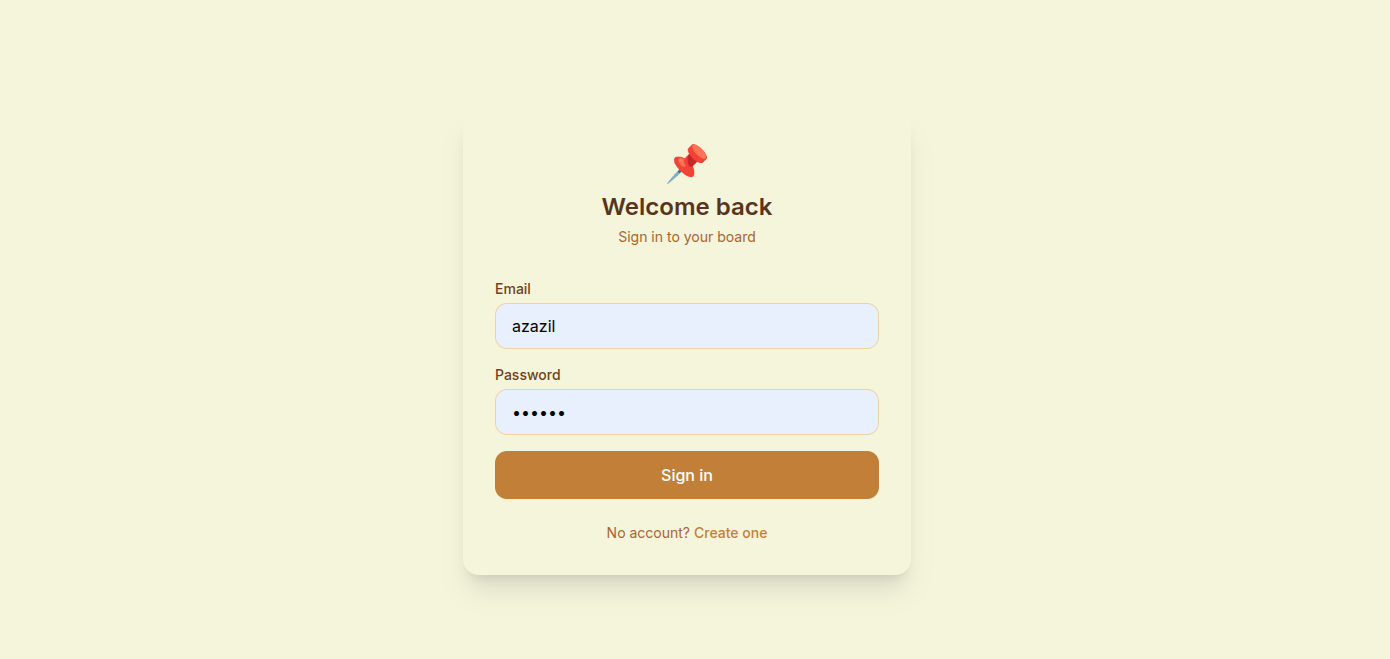 Welcome back
Sign in to your board
Email
azazil
Password
••••••
Sign in
No account? Create one